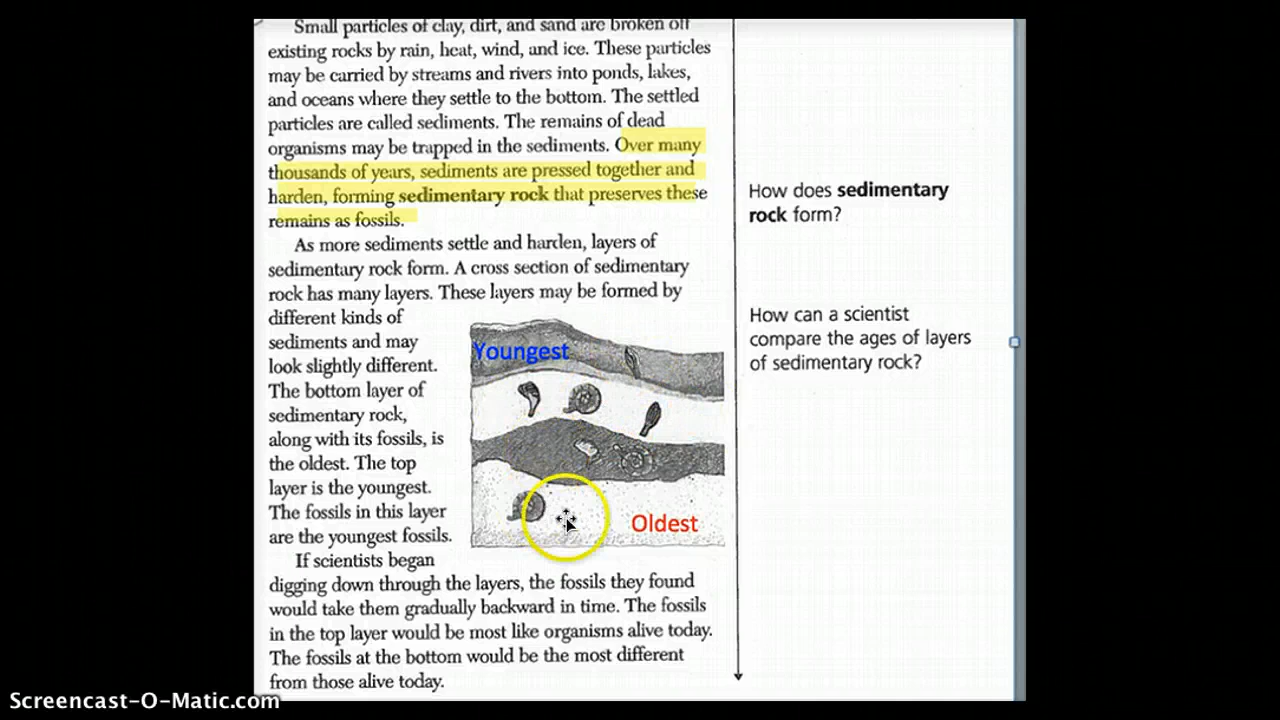 Small particles of clay, dirt, and sand are broken off
existing rocks by rain, heat, wind, and ice. These particles
may be carried by streams and rivers into ponds, lakes,
and oceans where they settle to the bottom. The settled
particles are called sediments. The remains of dead
organisms may be trapped in the sediments. Over many
thousands of years, sediments are pressed together and
harden, forming sedimentary rock that preserves these
remains as fossils.
As more sediments settle and harden, layers of
sedimentary rock form. A cross section of sedimentary
rock has many layers. These layers may be formed by
different kinds of
sediments and may
look slightly different.
The bottom layer of
sedimentary rock,
along with its fossils, is
the oldest. The top
layer is the youngest.
The fossils in this layer
are the youngest fossils.
If scientists began
digging down through the layers, the fossils they found
would take them gradually backward in time. The fossils
in the top layer would be most like organisms alive today.
The fossils at the bottom would be the most different
from those alive today.
Youngest
Oldest
How does sedimentary
rock form?
How can a scientist
compare the ages of layers
of sedimentary rock?
Screencast-O-Matic.com